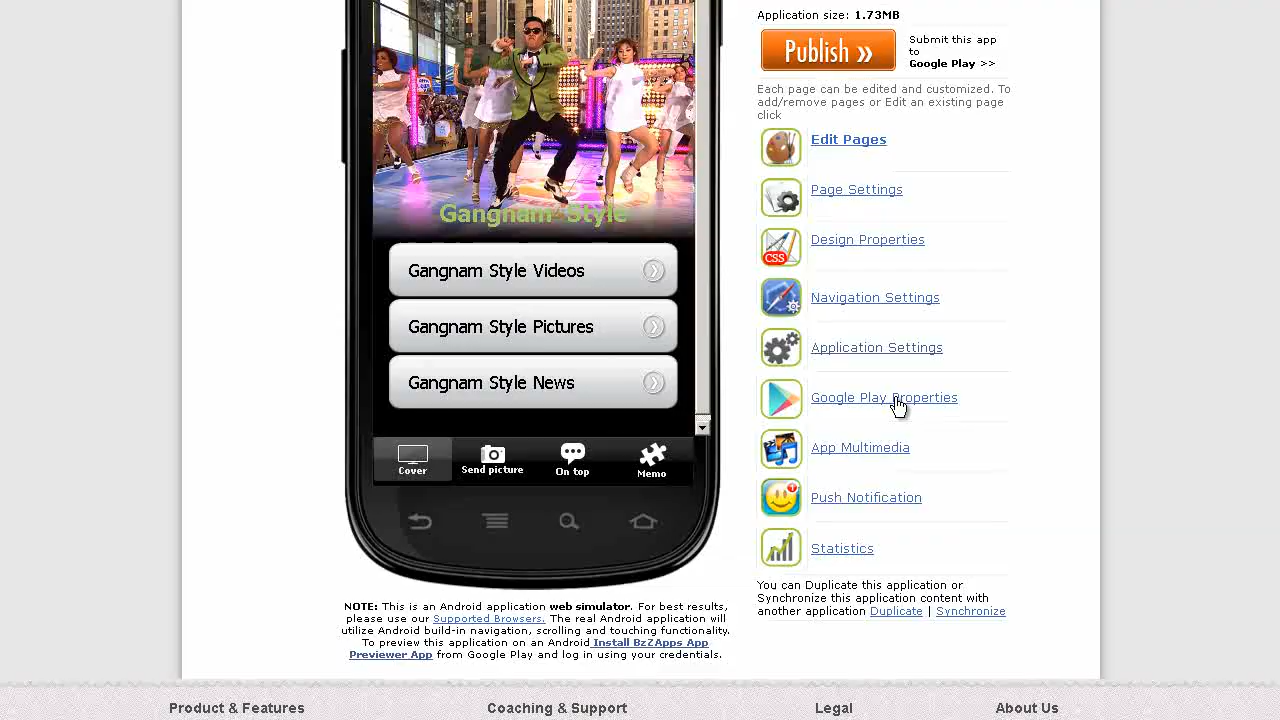 Application size: 1.73MB
Publish »
Submit this app
to
Google Play >>
Each page can be edited and customized. To
add/remove pages or Edit an existing page
click
Edit Pages
Page Settings
Design Properties
CSS
Navigation Settings
Application Settings
Google Play Properties
App Multimedia
Push Notification
Statistics
You can Duplicate this application or
Synchronize this application content with
another application Duplicate | Synchronize
Gangnam Style
Gangnam Style Videos
Gangnam Style Pictures
Gangnam Style News
Cover
Send picture
On top
Memo
NOTE: This is an Android application web simulator. For best results,
please use our Supported Browsers. The real Android application will
utilize Android build-in navigation, scrolling and touching functionality.
To preview this application on an Android Install BzZApps App
Previewer App from Google Play and log in using your credentials.
Product & Features
Coaching & Support
Legal
About Us